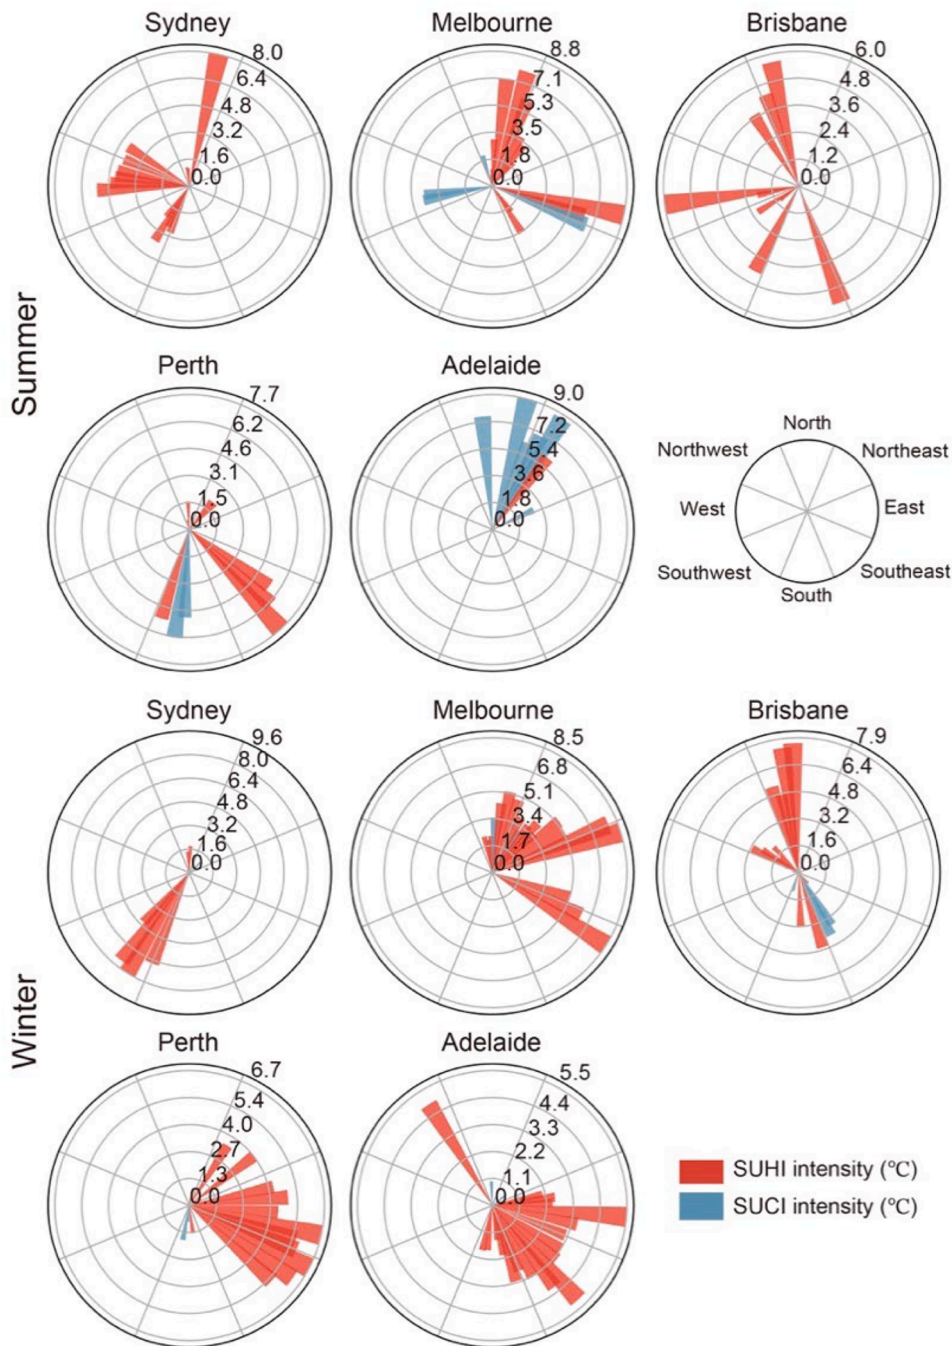 Sydney
8.0
6.4
4.8
3.2
1.6
0.0
Melbourne
8.8
7.1
5.3
3.5
1.8
0.0
Brisbane
6.0
4.8
3.6
2.4
1.2
0.0
Summer
Perth
7.7
6.2
4.6
3.1
1.5
0.0
Adelaide
9.0
7.2
5.4
3.6
1.8
0.0
North
Northwest
Northeast
West
East
Southwest
Southeast
South
Sydney
9.6
8.0
6.4
4.8
3.2
1.6
0.0
Melbourne
8.5
6.8
5.1
3.4
1.7
0.0
Brisbane
7.9
6.4
4.8
3.2
1.6
0.0
Winter
Perth
6.7
5.4
4.0
2.7
1.3
0.0
Adelaide
5.5
4.4
3.3
2.2
1.1
0.0
SUHI intensity (℃)
SUCI intensity (℃)